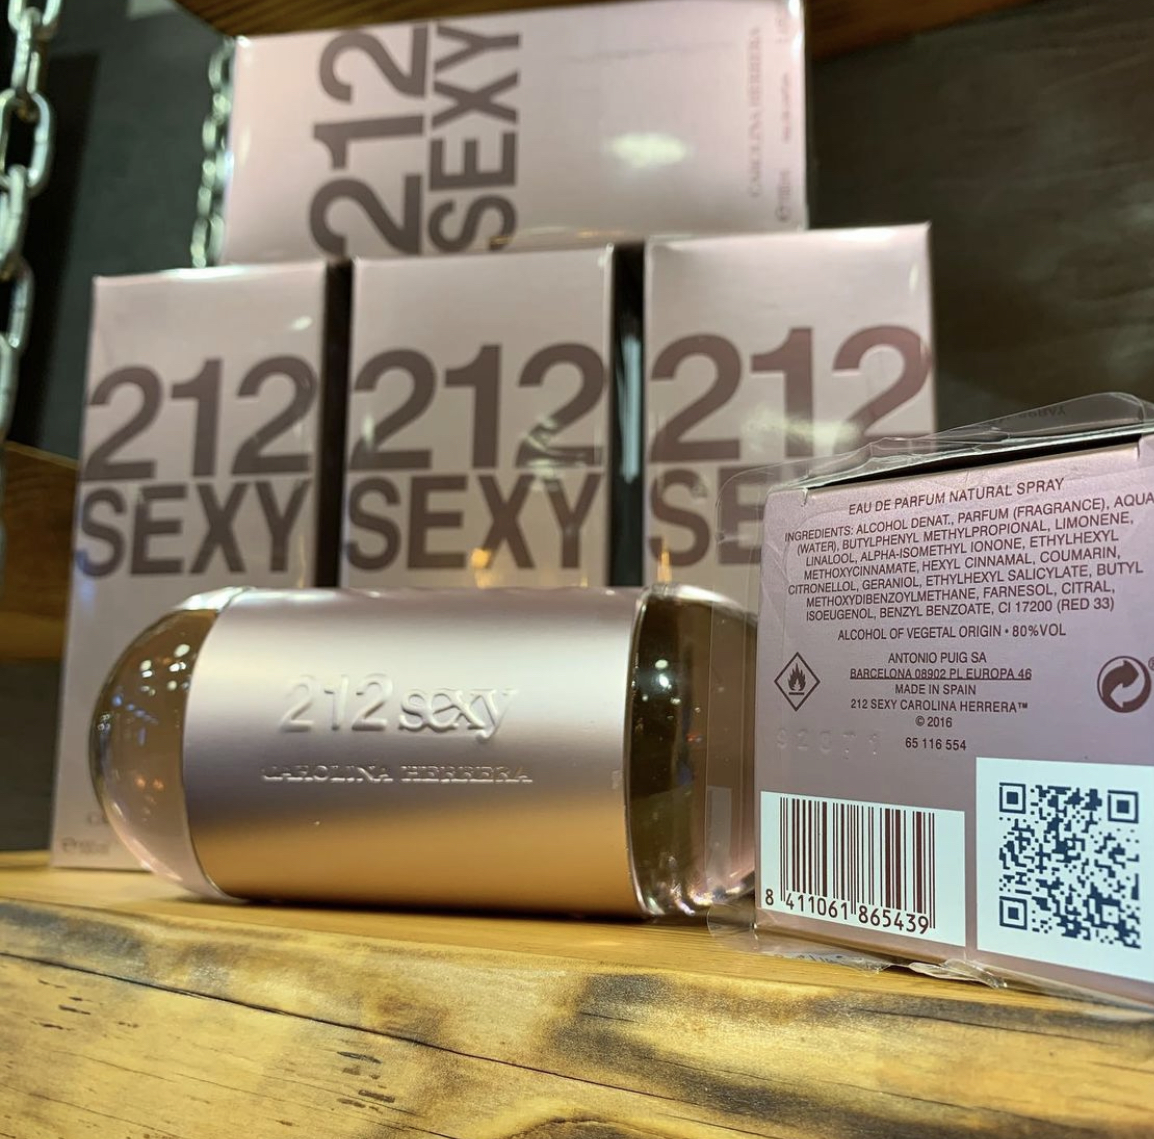 212
SEXY
CAROLINA HERRERA
212
SEXY
212
SEXY
212
SE
212 sexy
CAROLINA HERRERA
EAU DE PARFUM NATURAL SPRAY
INGREDIENTS: ALCOHOL DENAT., PARFUM (FRAGRANCE), AQUA
(WATER), BUTYLPHENYL METHYLPROPIONAL, LIMONENE,
LINALOOL, ALPHA-ISOMETHYL IONONE, ETHYLHEXYL
METHOXYCINNAMATE, HEXYL CINNAMAL, COUMARIN,
CITRONELLOL, GERANIOL, ETHYLHEXYL SALICYLATE, BUTYL
METHOXYDIBENZOYLMETHANE, FARNESOL, CITRAL,
ISOEUGENOL, BENZYL BENZOATE, CI 17200 (RED 33)
ALCOHOL OF VEGETAL ORIGIN • 80%VOL
ANTONIO PUIG SA
BARCELONA 08902 PL EUROPA 46
MADE IN SPAIN
212 SEXY CAROLINA HERRERA™
© 2016
65 116 554
8 411061 865439